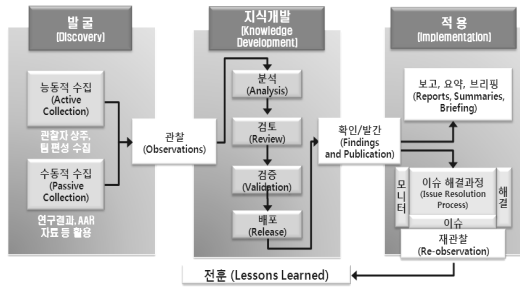 발 굴
[Discovery]
능동적 수집
(Active
Collection)
관찰자 상주,
팀 편성 수집
수동적 수집
(Passive
Collection)
연구결과, AAR
자료 등 활용
관찰
(Observations)
지식개발
[Knowledge
Development]
분석
(Analysis)
검토
(Review)
검증
(Validation)
배포
(Release)
확인/발간
(Findings
and Publication)
적 용
[Implementation]
보고, 요약, 브리핑
(Reports, Summaries,
Briefing)
모니터
이슈 해결과정
(Issue Resolution
Process)
해결
이슈
재관찰
(Re-observation)
전훈 (Lessons Learned)